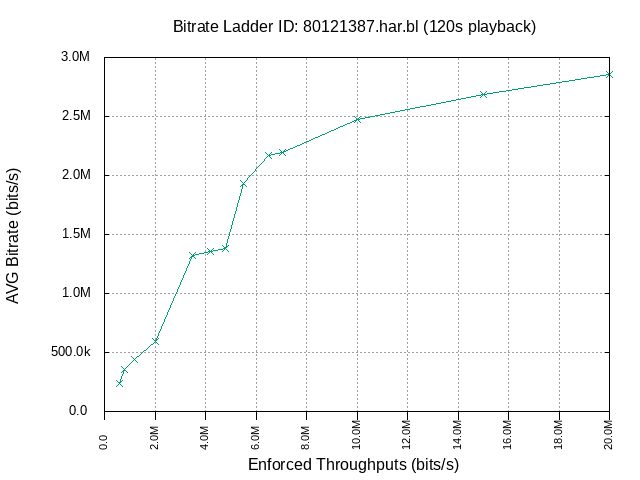 Bitrate Ladder ID: 80121387.har.bl (120s playback)
3.0M
2.5M
2.0M
1.5M
1.0M
500.0k
0.0
AVG Bitrate (bits/s)
0.0
2.0M
4.0M
6.0M
8.0M
10.0M
12.0M
14.0M
16.0M
18.0M
20.0M
Enforced Throughputs (bits/s)